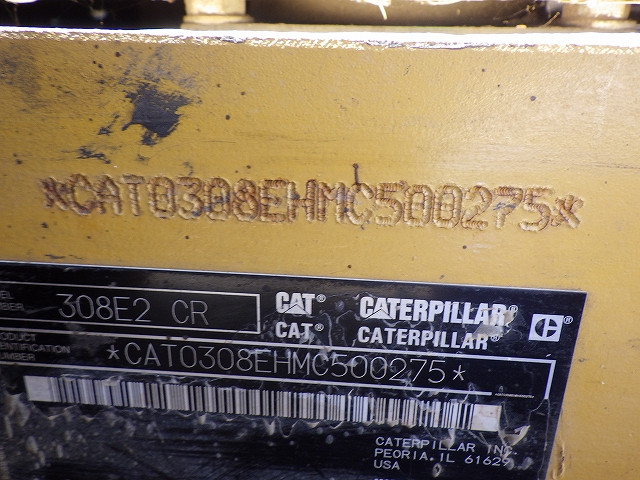 *CAT0308EHMC500275*
308E2 CR
CAT® CATERPILLAR®
CAT® CATERPILLAR®
*CAT0308EHMC500275*
CATERPILLAR INC.
PEORIA, IL 61629
USA